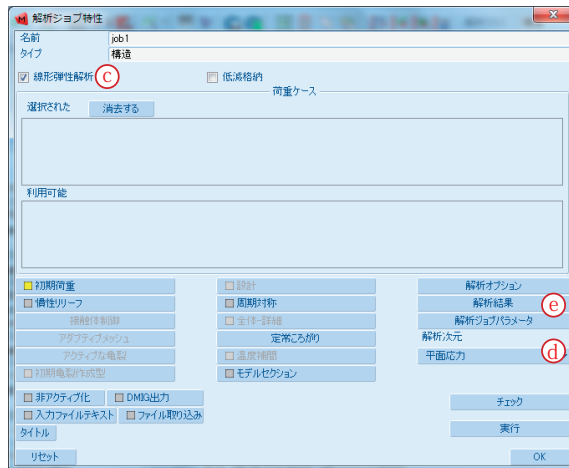 解析ジョブ特性
名前 job1
タイプ 構造
線形弾性解析 c 低減格納
荷重ケース
選択された 消去する
利用可能
初期荷重 設計 解析オプション
慣性リリーフ 周期対称 解析結果 e
接触体制御 全体-詳細 解析ジョブパラメータ
アダプティブメッシュ 定常ころがり 解析次元
アクティブな亀裂 温度補間 平面応力 d
初期亀裂作成型 モデルセクション
非アクティブ化 DMIG出力 チェック
入力ファイルテキスト ファイル取り込み
タイトル 実行
リセット OK